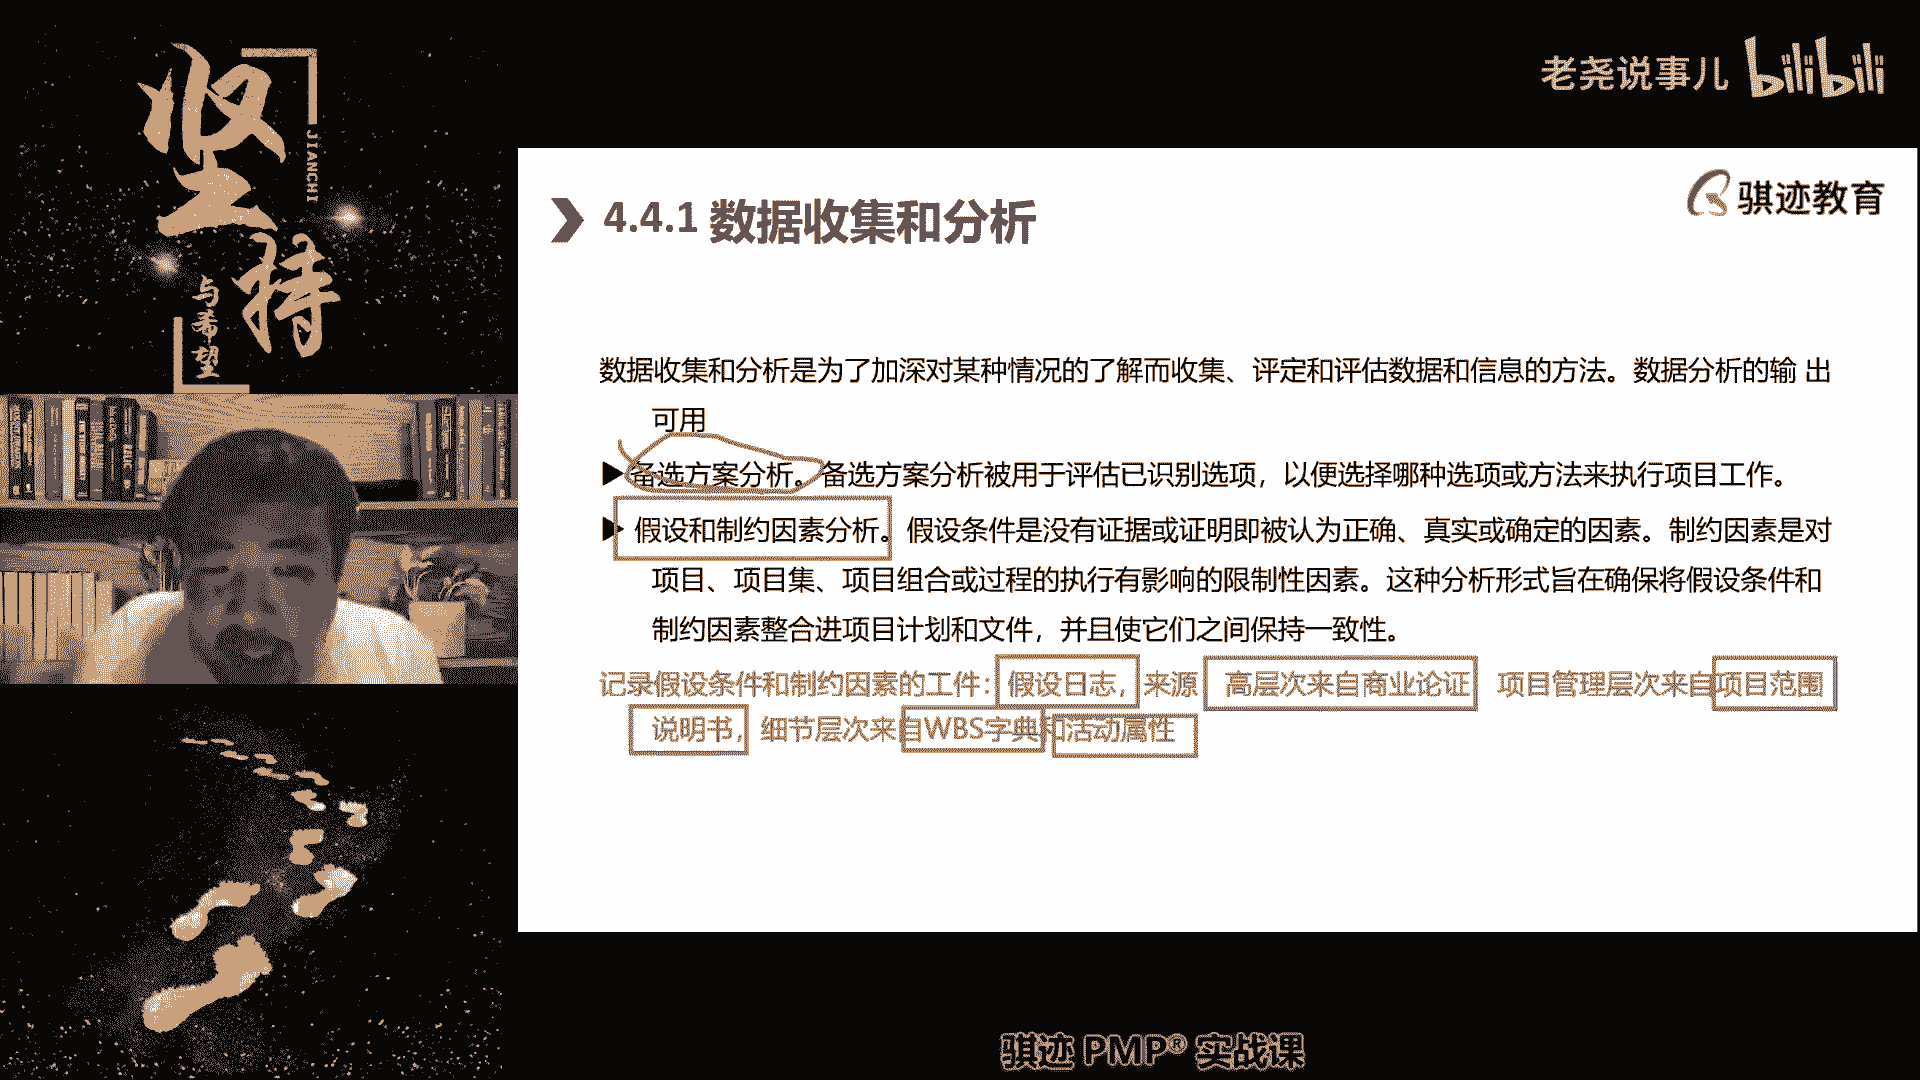 坚持
JIANCHI
与希望
老尧说事儿 bilibili
骐迹教育
4.4.1 数据收集和分析
数据收集和分析是为了加深对某种情况的了解而收集、评定和评估数据和信息的方法。数据分析的输 出
可用
备选方案分析。备选方案分析被用于评估已识别选项，以便选择哪种选项或方法来执行项目工作。
假设和制约因素分析。假设条件是没有证据或证明即被认为正确、真实或确定的因素。制约因素是对
项目、项目集、项目组合或过程的执行有影响的限制性因素。这种分析形式旨在确保将假设条件和
制约因素整合进项目计划和文件，并且使它们之间保持一致性。
记录假设条件和制约因素的工件：假设日志，来源 高层次来自商业论证 项目管理层次来自项目范围
说明书，细节层次来自WBS字典和活动属性
骐迹 PMP® 实战课